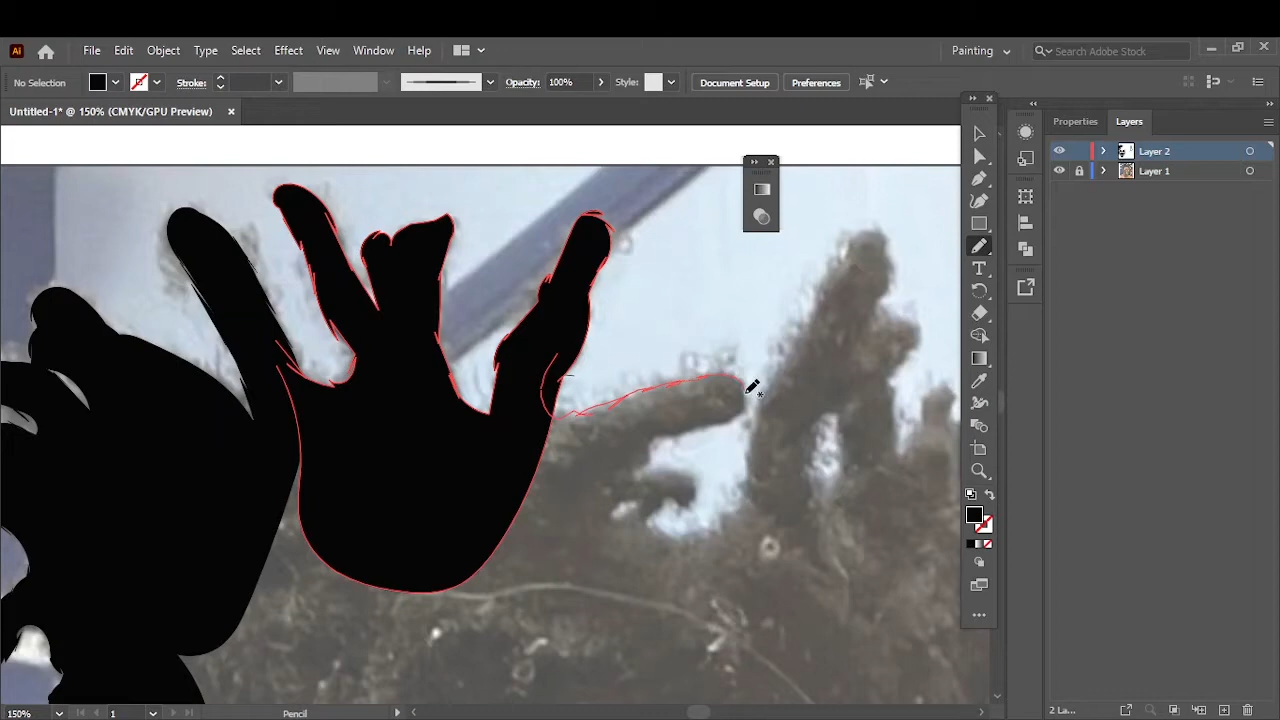 Ai File Edit Object Type Select Effect View Window Help Painting Search Adobe Stock
No Selection Stroke: Opacity: 100% Style: Document Setup Preferences
Untitled-1* @ 150% (CMYK/GPU Preview)
Properties Layers
Layer 2
Layer 1
150% 1 Pencil 2 La...